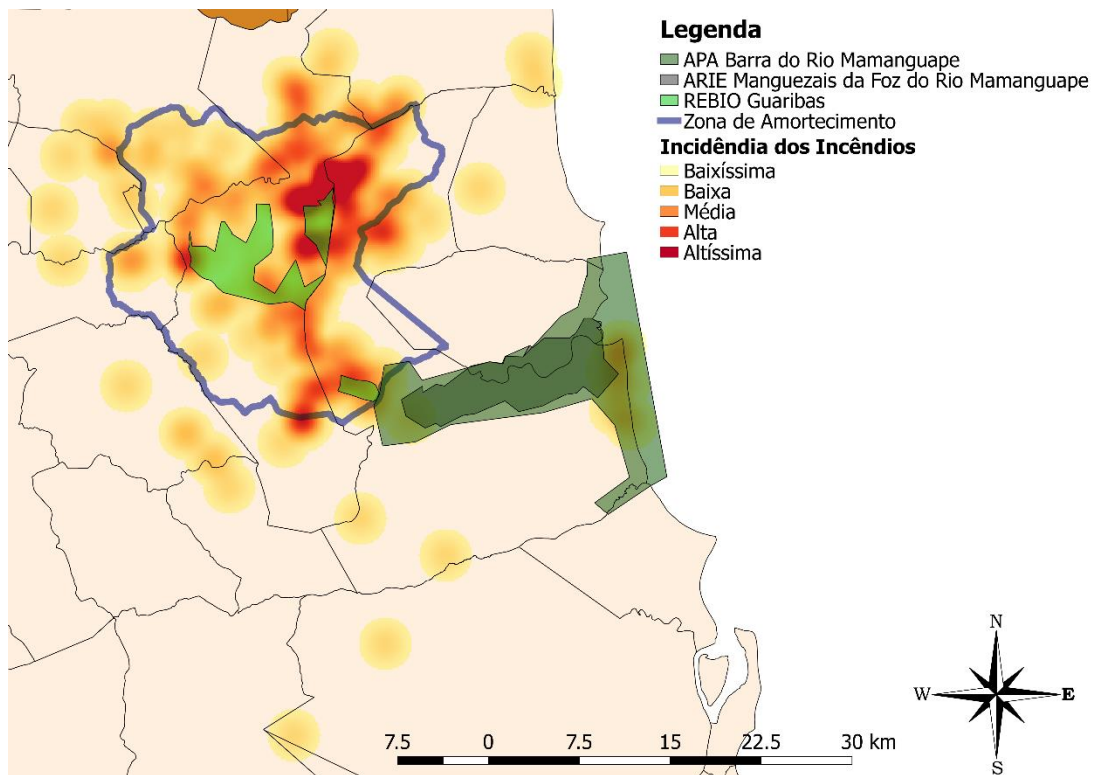 Legenda
APA Barra do Rio Mamanguape
ARIE Manguezais da Foz do Rio Mamanguape
REBIO Guaribas
Zona de Amortecimento
Incidêndia dos Incêndios
Baixíssima
Baixa
Média
Alta
Altíssima
N
W E
S
7.5 0 7.5 15 22.5 30 km